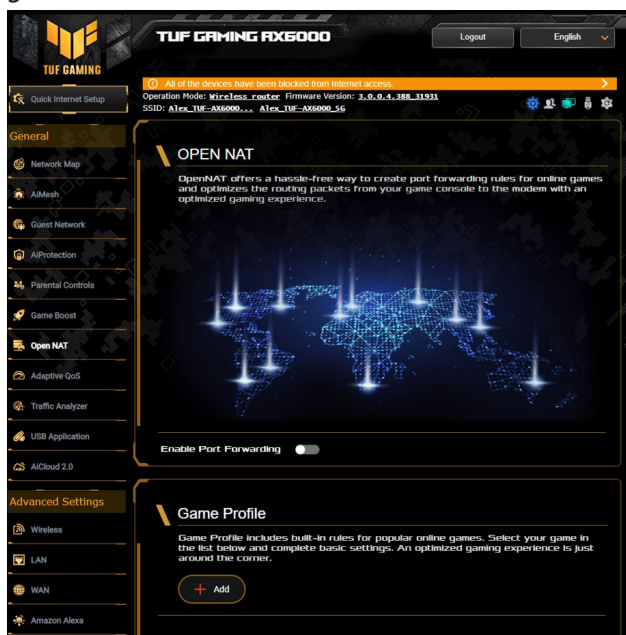 TUF GAMING
TUF GAMING AX6000
Logout
English
All of the devices have been blocked from Internet access.
Quick Internet Setup
Operation Mode: Wireless router Firmware Version: 3.0.0.4.388_31931
SSID: Alex_TUF-AX6000... Alex_TUF-AX6000_5G
General
Network Map
AiMesh
Guest Network
AiProtection
Parental Controls
Game Boost
Open NAT
Adaptive QoS
Traffic Analyzer
USB Application
AiCloud 2.0
Advanced Settings
Wireless
LAN
WAN
Amazon Alexa
OPEN NAT
OpenNAT offers a hassle-free way to create port forwarding rules for online games
and optimizes the routing packets from your game console to the modem with an
optimized gaming experience.
Enable Port Forwarding
Game Profile
Game Profile includes built-in rules for popular online games. Select your game in
the list below and complete basic settings. An optimized gaming experience is just
around the corner.
Add